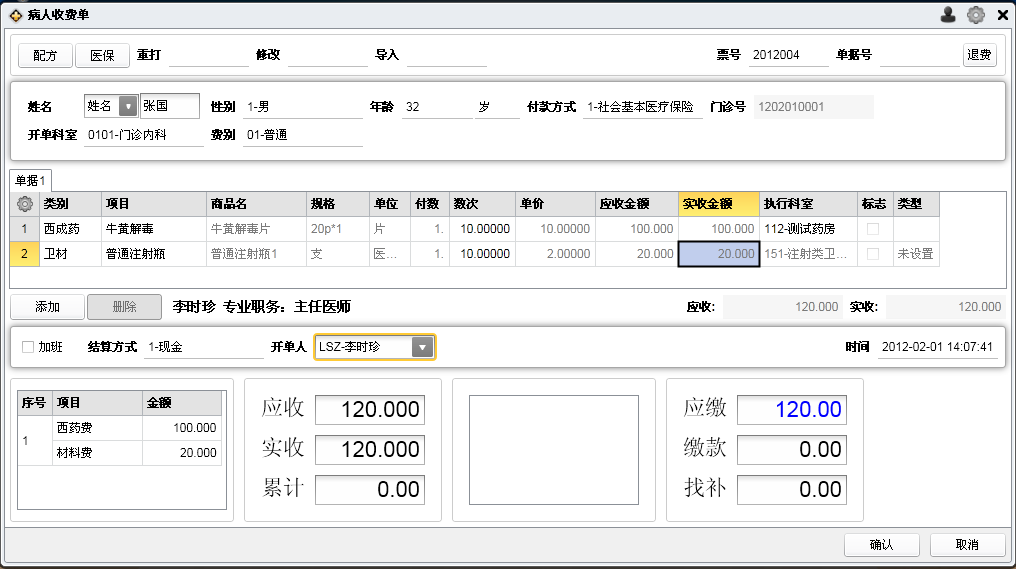 病人收费单
配方 医保 重打 修改 导入 票号 2012004 单据号 退费
姓名 姓名 张国 性别 1-男 年龄 32 岁 付款方式 1-社会基本医疗保险 门诊号 1202010001
开单科室 0101-门诊内科 费别 01-普通
单据1
类别 项目 商品名 规格 单位 付数 数次 单价 应收金额 实收金额 执行科室 标志 类型
1 西成药 牛黄解毒 牛黄解毒片 20p*1 片 1. 10.00000 10.00000 100.000 100.000 112-测试药房
2 卫材 普通注射瓶 普通注射瓶1 支 医... 1. 10.00000 2.00000 20.000 20.000 151-注射类卫... 未设置
添加 删除 李时珍 专业职务：主任医师 应收: 120.000 实收: 120.000
加班 结算方式 1-现金 开单人 LSZ-李时珍 时间 2012-02-01 14:07:41
序号 项目 金额
1 西药费 100.000
材料费 20.000
应收 120.000
实收 120.000
累计 0.00
应缴 120.00
缴款 0.00
找补 0.00
确认 取消